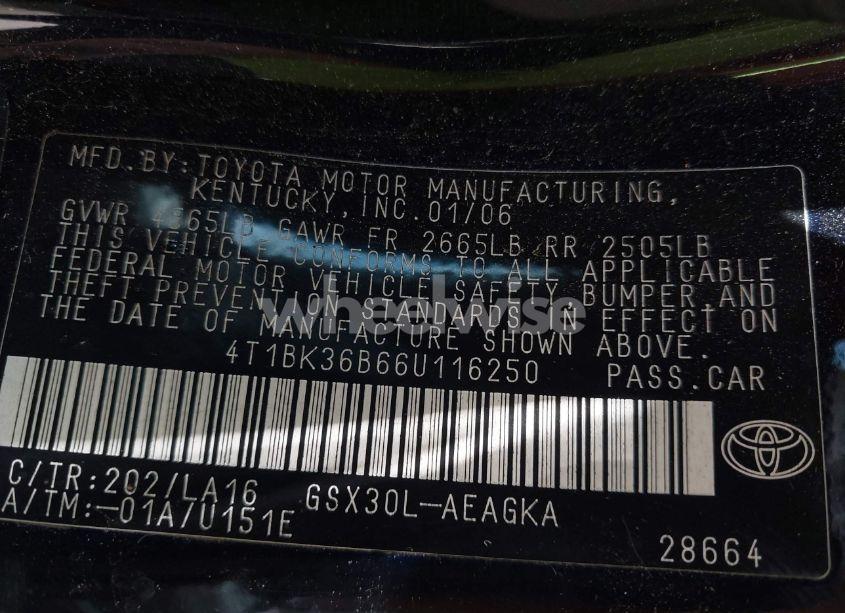 MFD.BY:TOYOTA MOTOR MANUFACTURING,
KENTUCKY, INC. 01/06
GVWR 4865LB GAWR FR 2665LB RR 2505LB
THIS VEHICLE CONFORMS TO ALL APPLICABLE
FEDERAL MOTOR VEHICLE SAFETY, BUMPER,AND
THEFT PREVENTION STANDARDS IN EFFECT ON
THE DATE OF MANUFACTURE SHOWN ABOVE.
wheelwise
4T1BK36B66U116250 PASS.CAR
C/TR:202/LA16 GSX30L-AEAGKA
A/TM:-01A/U151E
28664